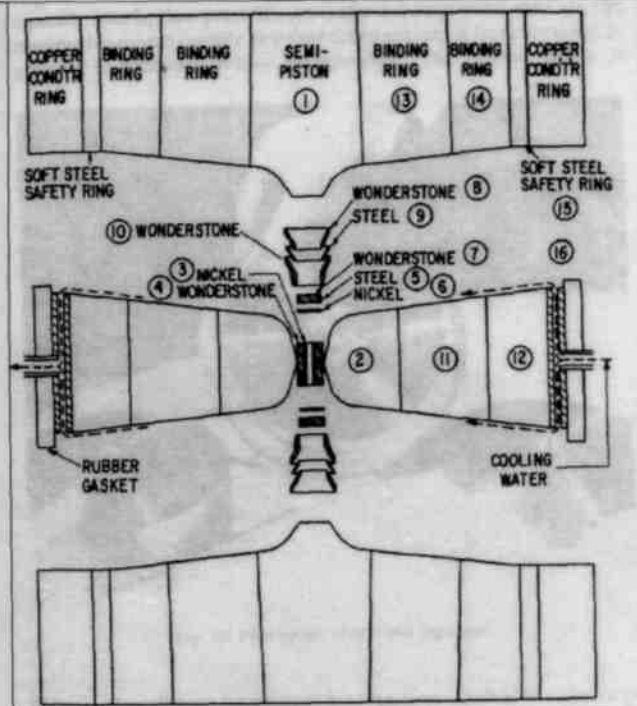 COPPER CONDT'R RING
BINDING RING
BINDING RING
SEMI-PISTON
①
BINDING RING
⑬
BINDING RING
⑭
COPPER CONDT'R RING
SOFT STEEL SAFETY RING
SOFT STEEL SAFETY RING
⑮
⑯
WONDERSTONE ⑧
STEEL ⑨
⑩ WONDERSTONE
WONDERSTONE ⑦
③ NICKEL
STEEL ⑤
④ WONDERSTONE
NICKEL ⑥
②
⑪
⑫
RUBBER GASKET
COOLING WATER